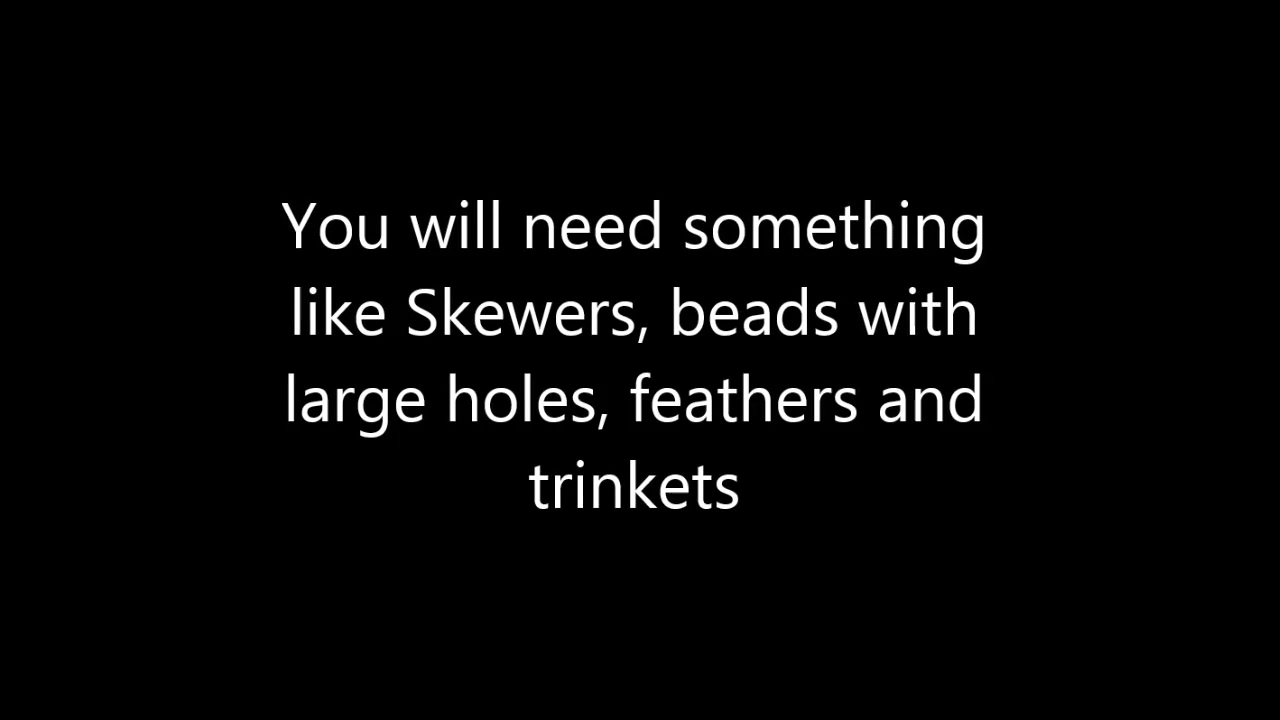 You will need something
like Skewers, beads with
large holes, feathers and
trinkets